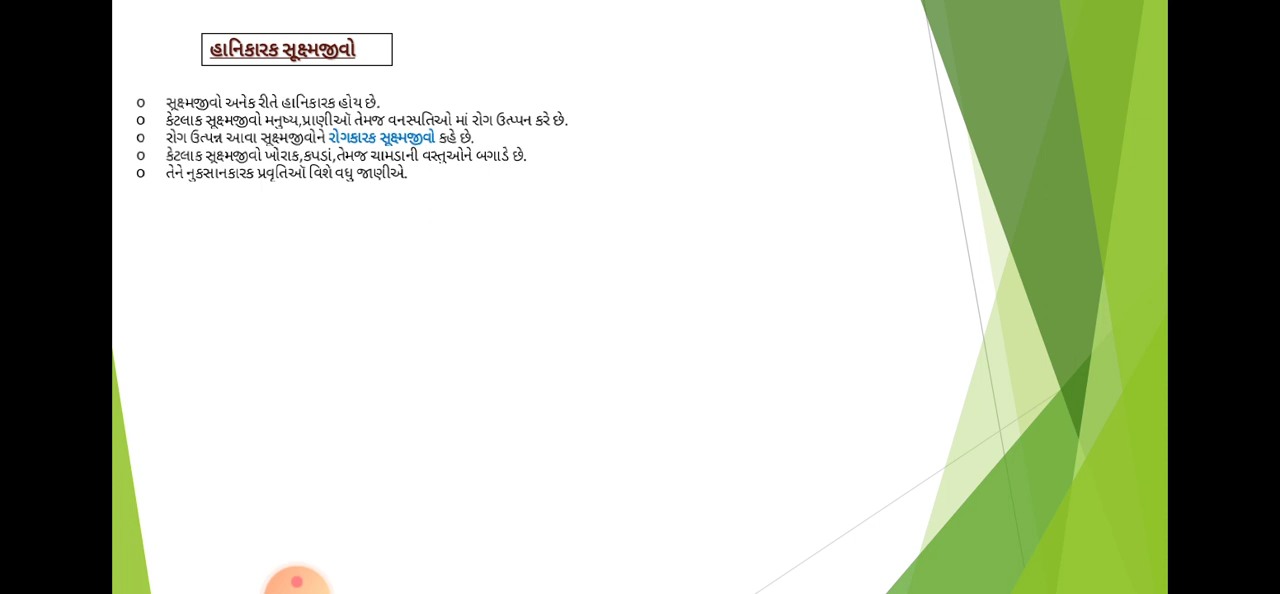 હાનિકારક સૂક્ષ્મજીવો
o સૂક્ષ્મજીવો અનેક રીતે હાનિકારક હોય છે.
o કેટલાક સૂક્ષ્મજીવો મનુષ્ય,પ્રાણીઑ તેમજ વનસ્પતિઓ માં રોગ ઉત્પ્પન કરે છે.
o રોગ ઉત્પન્ન આવા સૂક્ષ્મજીવોને રોગકારક સૂક્ષ્મજીવો કહે છે.
o કેટલાક સૂક્ષ્મજીવો ખોરાક,કપડાં,તેમજ ચામડાની વસ્તુઓને બગાડે છે.
o તેને નુકસાનકારક પ્રવૃતિઑ વિશે વધુ જાણીએ.